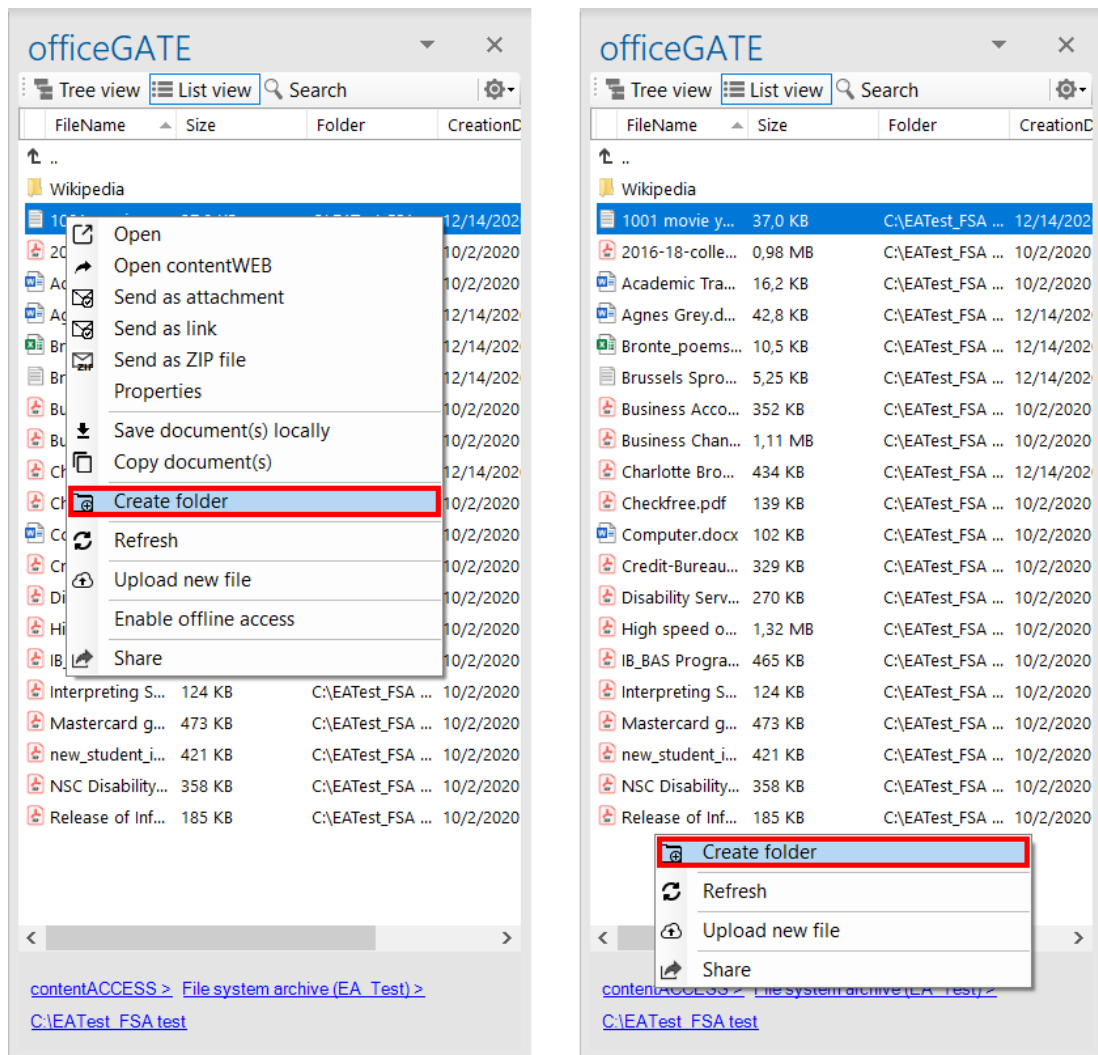 officeGATE
Tree view List view Search
FileName Size Folder CreationD
..
Wikipedia
12/14/202
10/2/2020
10/2/2020
12/14/202
12/14/202
12/14/202
10/2/2020
10/2/2020
12/14/202
10/2/2020
10/2/2020
10/2/2020
10/2/2020
10/2/2020
10/2/2020
Open
Open contentWEB
Send as attachment
Send as link
ZIP Send as ZIP file
Properties
Save document(s) locally
Copy document(s)
Create folder
Refresh
Upload new file
Enable offline access
Share
Interpreting S... 124 KB C:\EATest_FSA ... 10/2/2020
Mastercard g... 473 KB C:\EATest_FSA ... 10/2/2020
new_student_i... 421 KB C:\EATest_FSA ... 10/2/2020
NSC Disability... 358 KB C:\EATest_FSA ... 10/2/2020
Release of Inf... 185 KB C:\EATest_FSA ... 10/2/2020
contentACCESS > File system archive (EA_Test) >
C:\EATest_FSA test
officeGATE
Tree view List view Search
FileName Size Folder CreationD
..
Wikipedia
1001 movie y... 37,0 KB C:\EATest_FSA ... 12/14/202
2016-18-colle... 0,98 MB C:\EATest_FSA ... 10/2/2020
Academic Tra... 16,2 KB C:\EATest_FSA ... 10/2/2020
Agnes Grey.d... 42,8 KB C:\EATest_FSA ... 12/14/202
Bronte_poems... 10,5 KB C:\EATest_FSA ... 12/14/202
Brussels Spro... 5,25 KB C:\EATest_FSA ... 12/14/202
Business Acco... 352 KB C:\EATest_FSA ... 10/2/2020
Business Chan... 1,11 MB C:\EATest_FSA ... 10/2/2020
Charlotte Bro... 434 KB C:\EATest_FSA ... 12/14/202
Checkfree.pdf 139 KB C:\EATest_FSA ... 10/2/2020
Computer.docx 102 KB C:\EATest_FSA ... 10/2/2020
Credit-Bureau... 329 KB C:\EATest_FSA ... 10/2/2020
Disability Serv... 270 KB C:\EATest_FSA ... 10/2/2020
High speed o... 1,32 MB C:\EATest_FSA ... 10/2/2020
IB_BAS Progra... 465 KB C:\EATest_FSA ... 10/2/2020
Interpreting S... 124 KB C:\EATest_FSA ... 10/2/2020
Mastercard g... 473 KB C:\EATest_FSA ... 10/2/2020
new_student_i... 421 KB C:\EATest_FSA ... 10/2/2020
NSC Disability... 358 KB C:\EATest_FSA ... 10/2/2020
Release of Inf... 185 KB C:\EATest_FSA ... 10/2/2020
Create folder
Refresh
Upload new file
Share
C:\EATest_FSA test